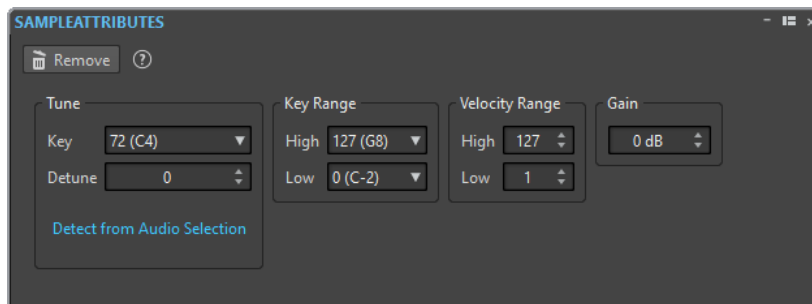 SAMPLEATTRIBUTES
Remove ?
Tune
Key 72 (C4)
Detune 0
Detect from Audio Selection
Key Range
High 127 (G8)
Low 0 (C-2)
Velocity Range
High 127
Low 1
Gain
0 dB